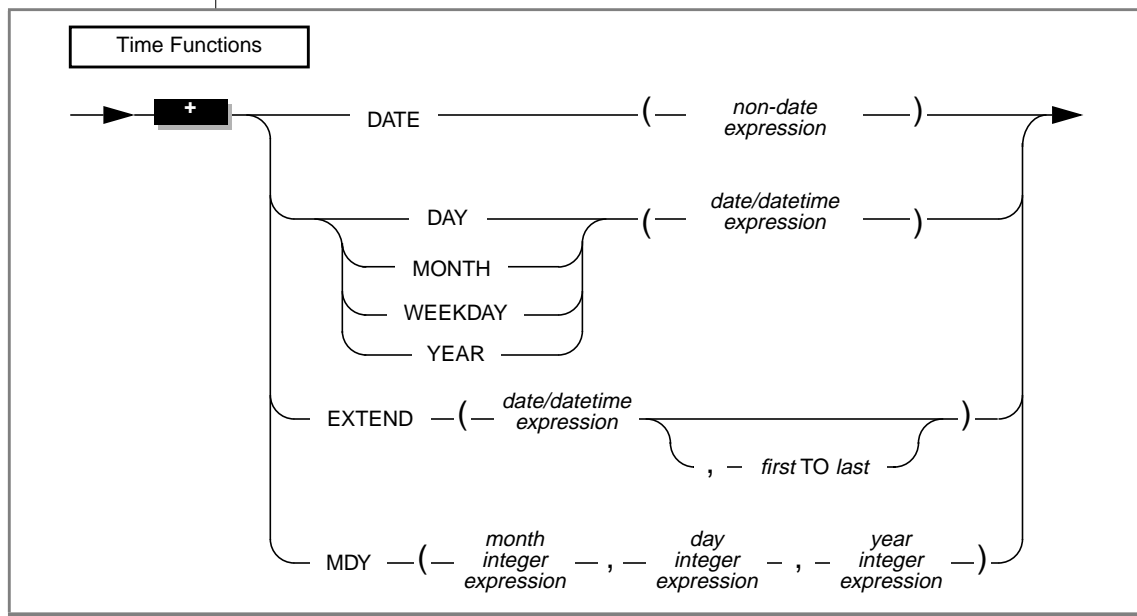 Time Functions
+
DATE ( non-date expression )
DAY ( date/datetime expression )
MONTH
WEEKDAY
YEAR
EXTEND ( date/datetime expression )
, first TO last
MDY ( month integer expression , day integer expression , year integer expression )